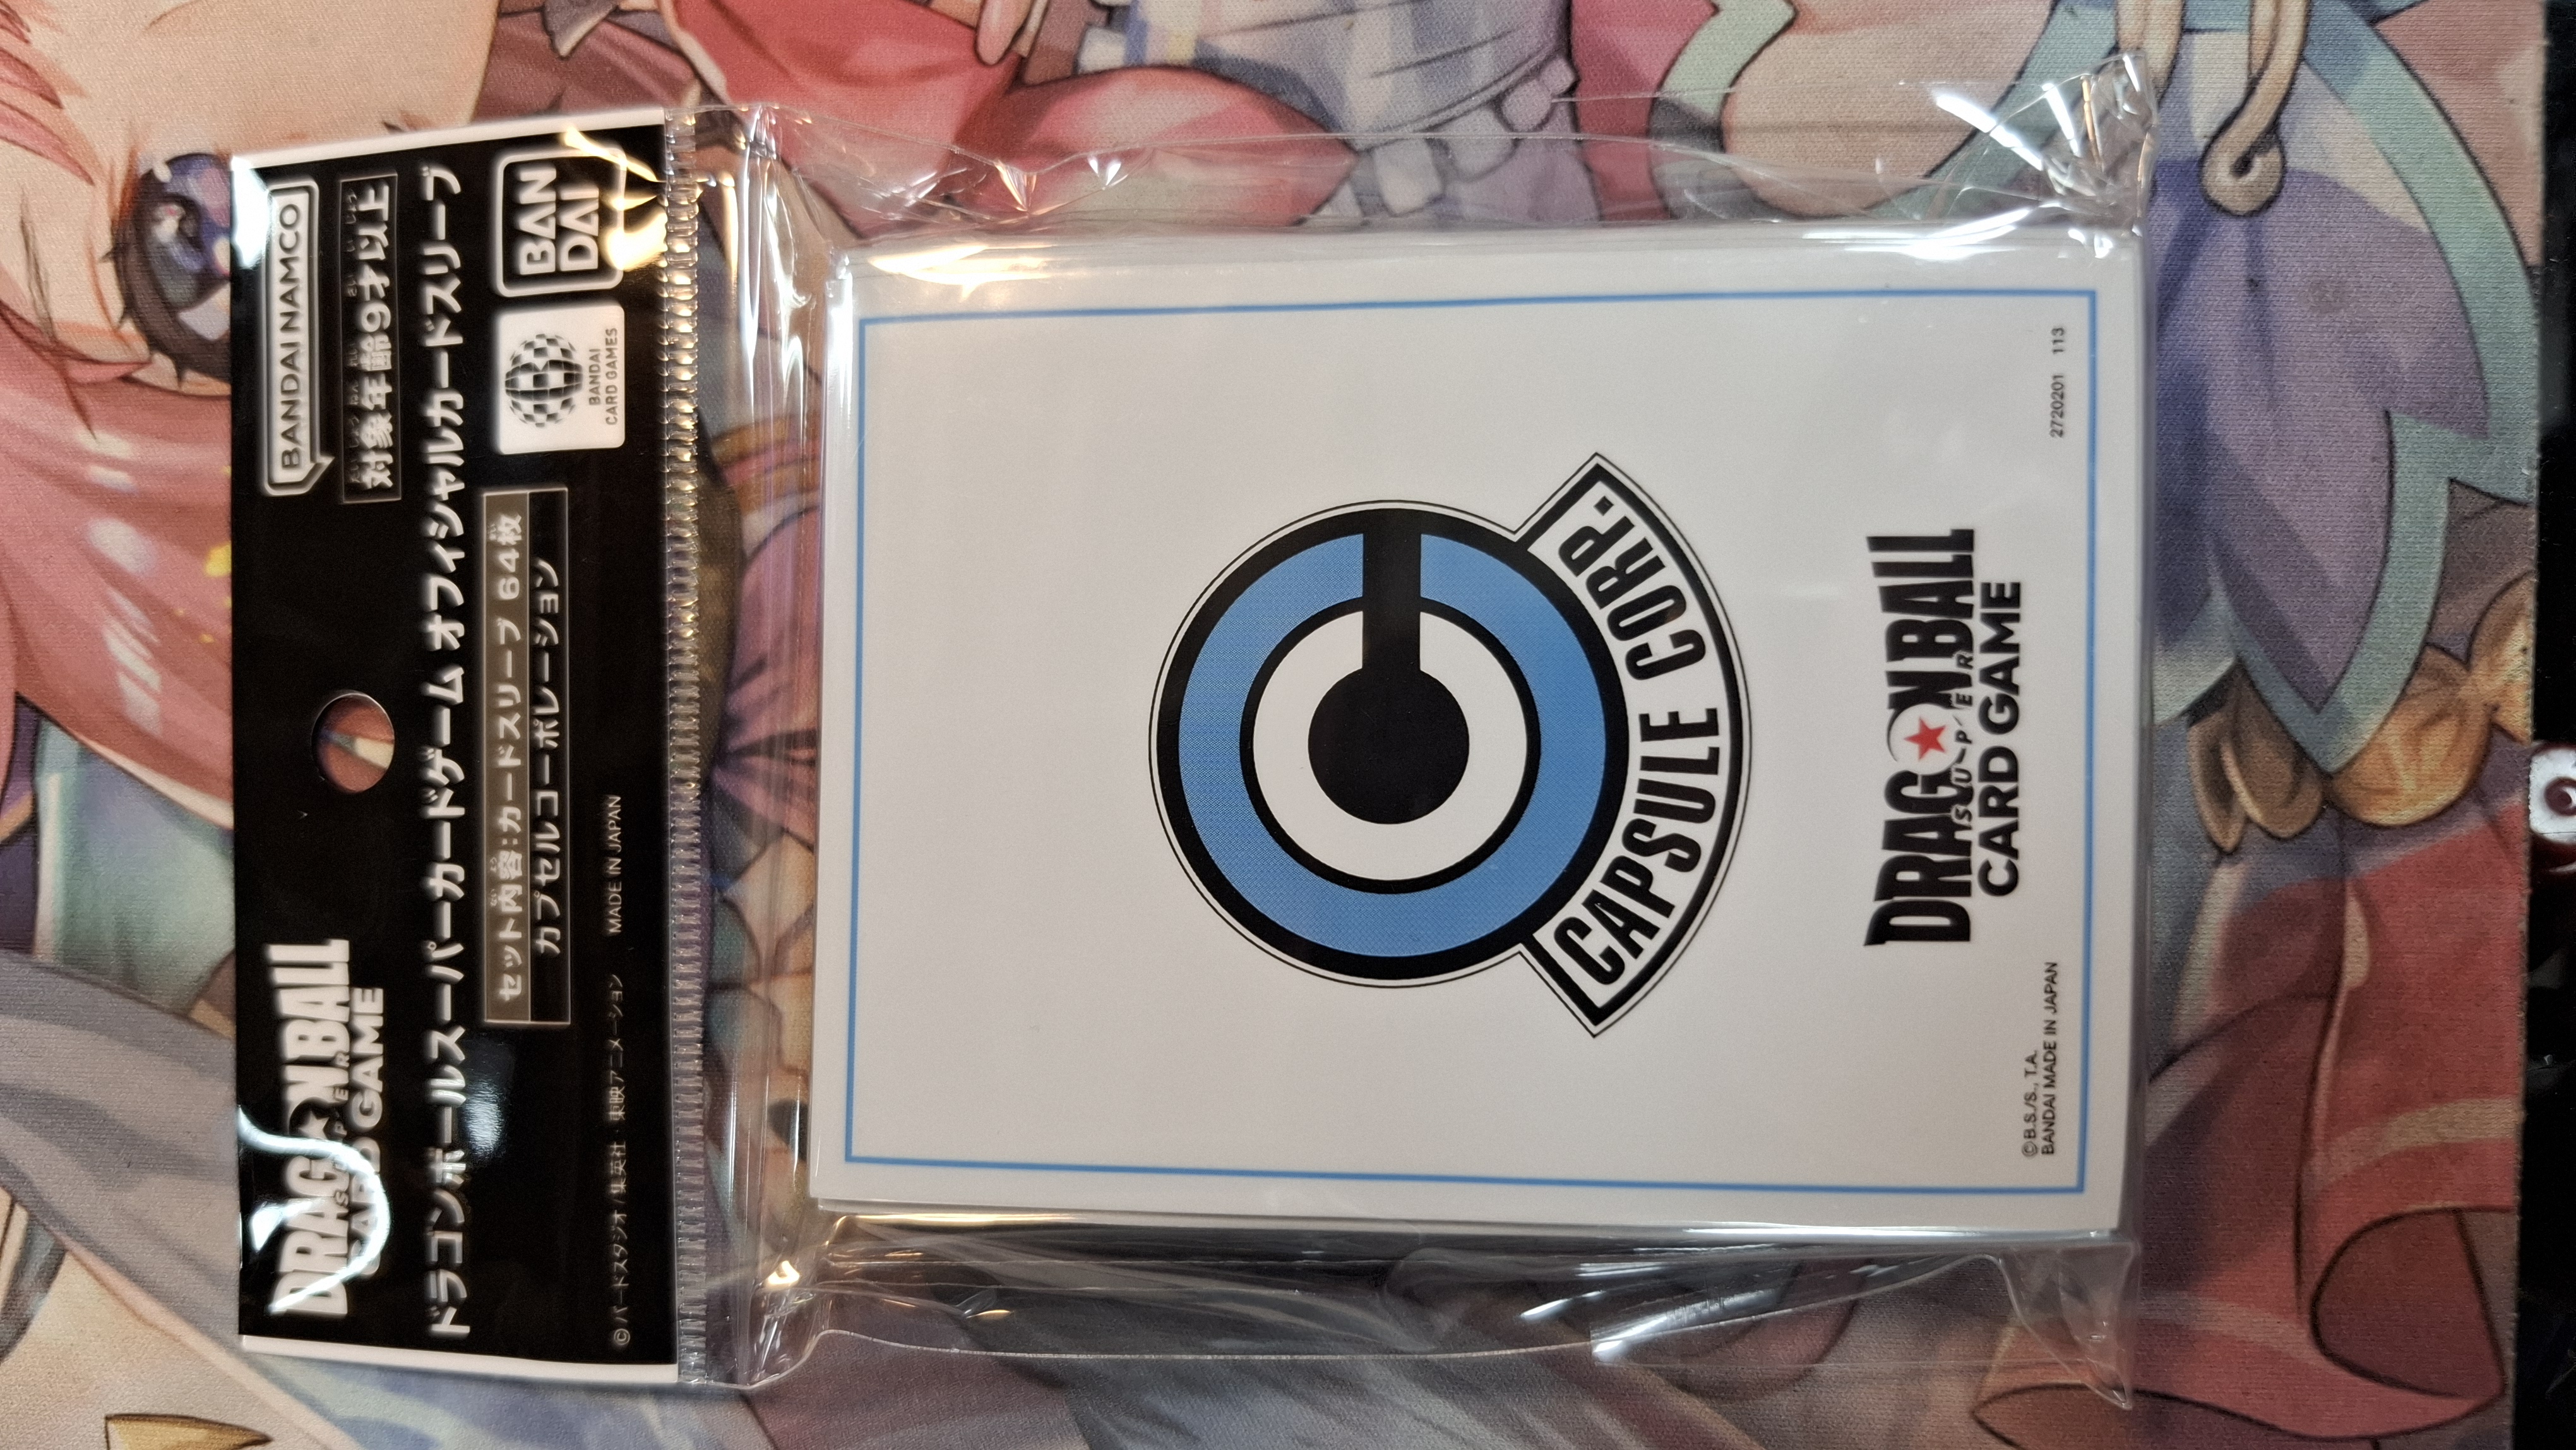 DRAGONBALL
SUPER
CARD GAME
BANDAI NAMCO
対象年齢9才以上
ドラゴンボールスーパーカードゲーム オフィシャルカードスリーブ
セット内容:カードスリーブ 64枚
カプセルコーポレーション
BANDAI
CARD GAMES
BAN
DAI
©バードスタジオ/集英社・東映アニメーション MADE IN JAPAN
CAPSULE CORP.
DRAGONBALL
SUPER
CARD GAME
©B.S./S., T.A.
BANDAI MADE IN JAPAN
2720201 113